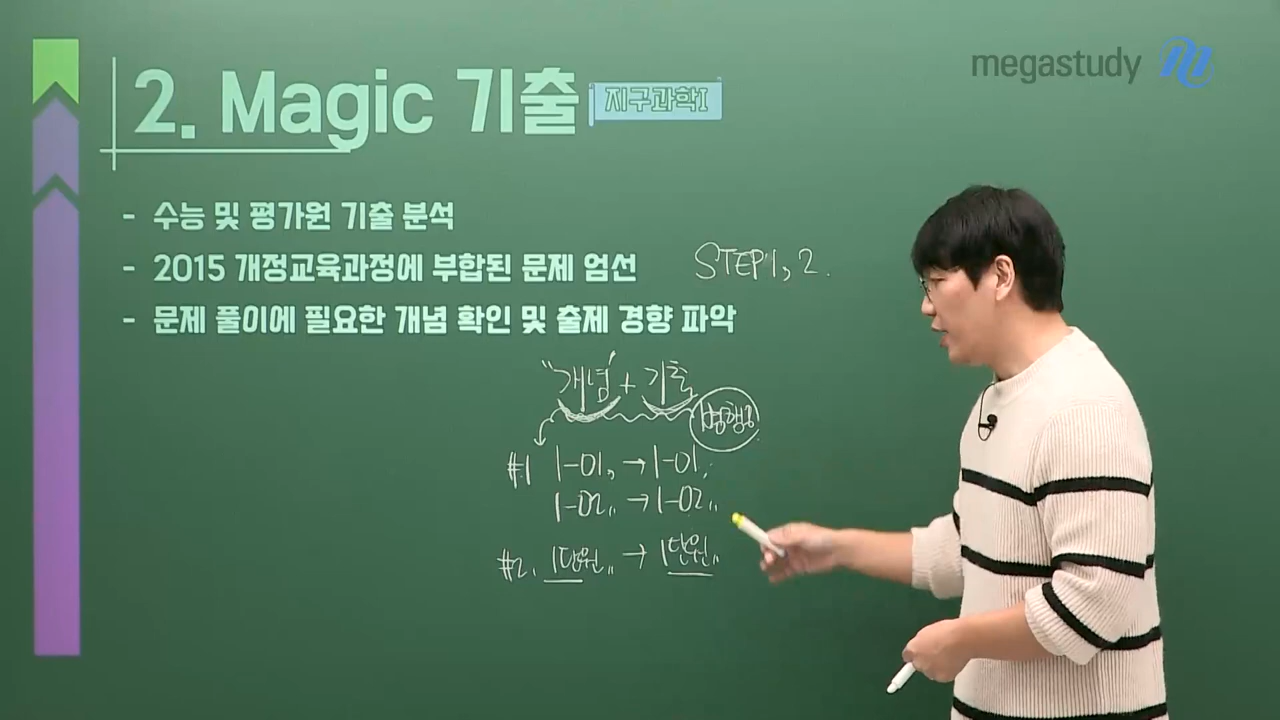 megastudy
2. Magic 기출 지구과학I
- 수능 및 평가원 기출 분석
- 2015 개정교육과정에 부합된 문제 엄선 STEP 1, 2.
- 문제 풀이에 필요한 개념 확인 및 출제 경향 파악
"개념" + 기출
병행
#1 1-01, → 1-01,
1-02,, → 1-02,,
#2. 1단원,, → 1단원,,